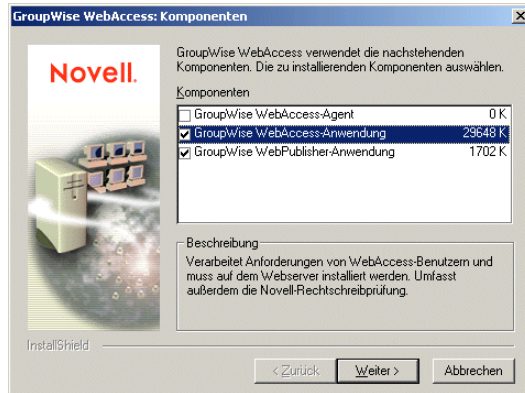 GroupWise WebAccess: Komponenten
Novell.
GroupWise WebAccess verwendet die nachstehenden
Komponenten. Die zu installierenden Komponenten auswählen.
Komponenten
GroupWise WebAccess-Agent 0 K
GroupWise WebAccess-Anwendung 29648 K
GroupWise WebPublisher-Anwendung 1702 K
Beschreibung
Verarbeitet Anforderungen von WebAccess-Benutzern und
muss auf dem Webserver installiert werden. Umfasst
außerdem die Novell-Rechtschreibprüfung.
InstallShield
< Zurück Weiter > Abbrechen